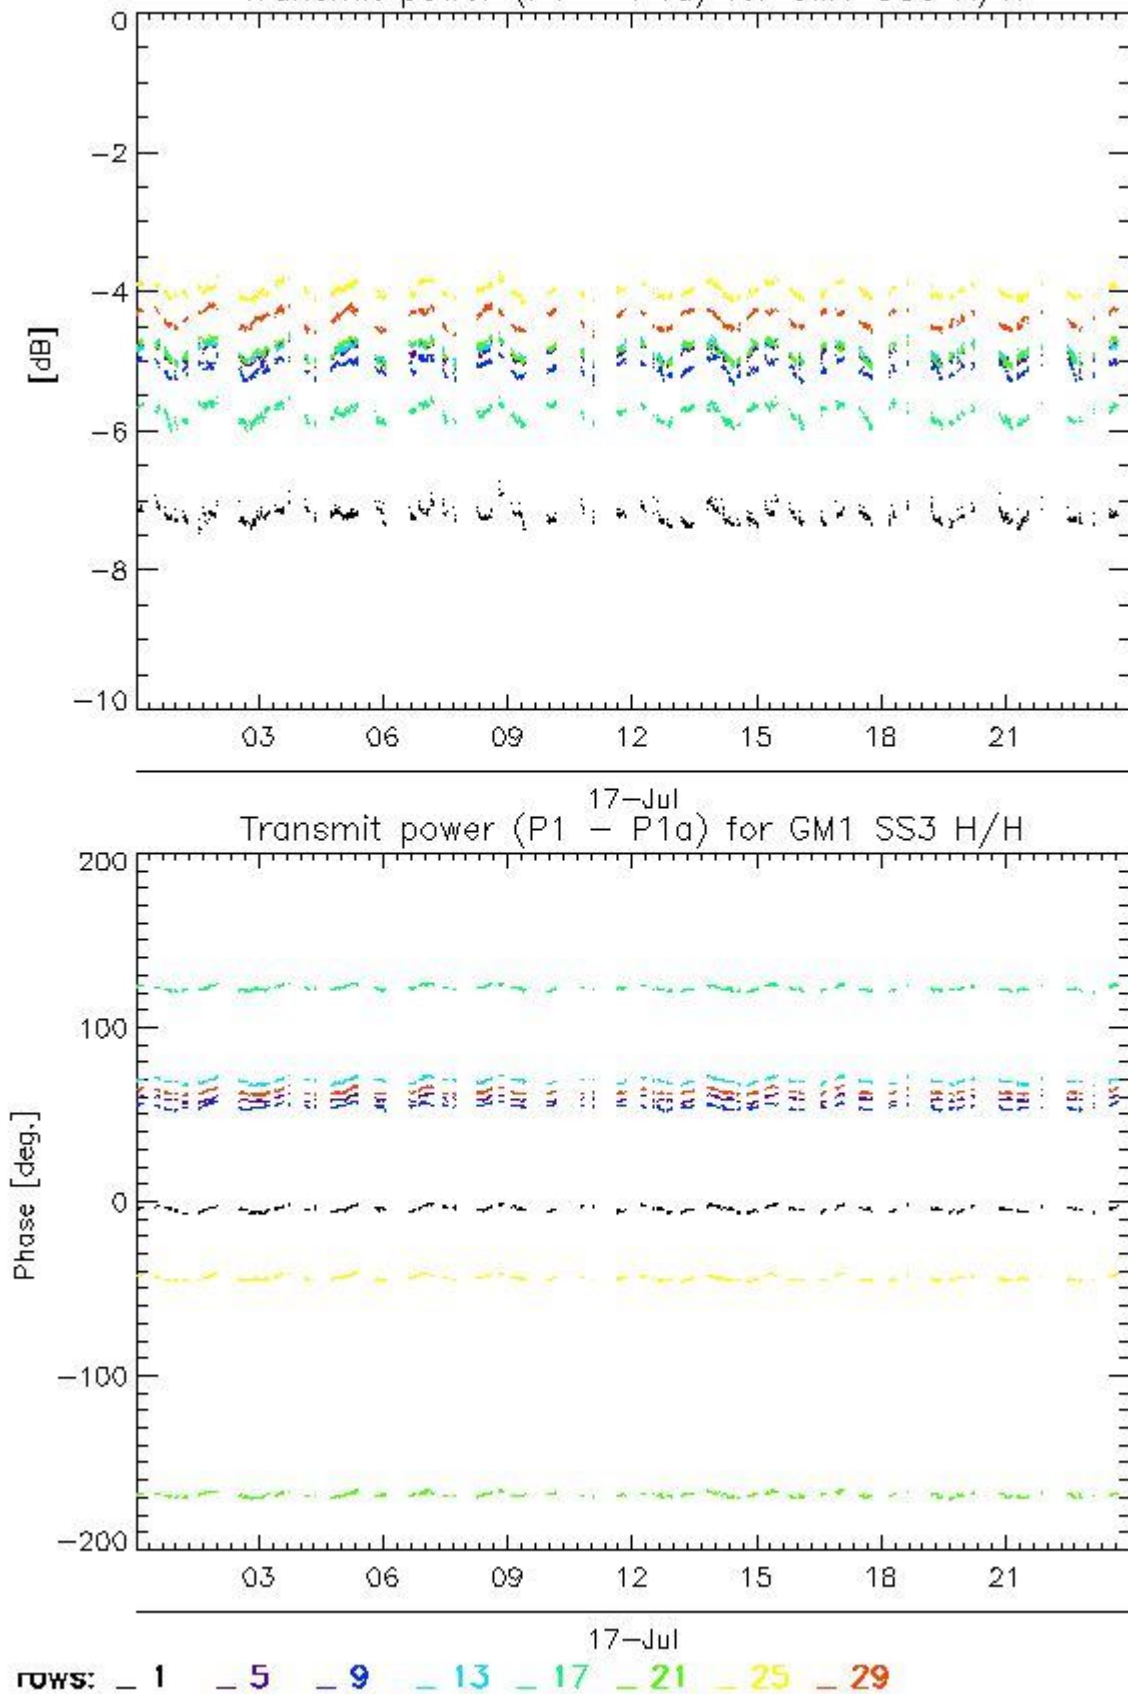 0
-2
-4
-6
-8
-10
[dB]
03 06 09 12 15 18 21
17-Jul
Transmit power (P1 - P1a) for GM1 SS3 H/H
200
100
0
-100
-200
Phase [deg.]
03 06 09 12 15 18 21
17-Jul
rows: _ 1 _ 5 _ 9 _ 13 _ 17 _ 21 _ 25 _ 29